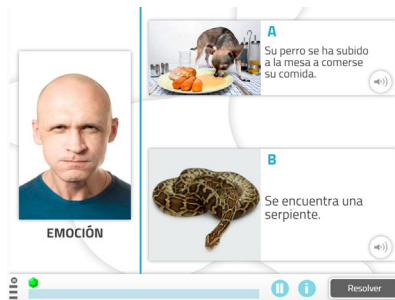 A
Su perro se ha subido
a la mesa a comerse
su comida.
B
Se encuentra una
serpiente.
EMOCIÓN
Resolver